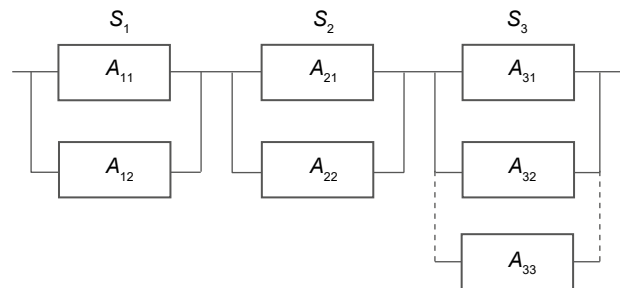 S₁ S₂ S₃
A₁₁ A₂₁ A₃₁
A₁₂ A₂₂ A₃₂
A₃₃